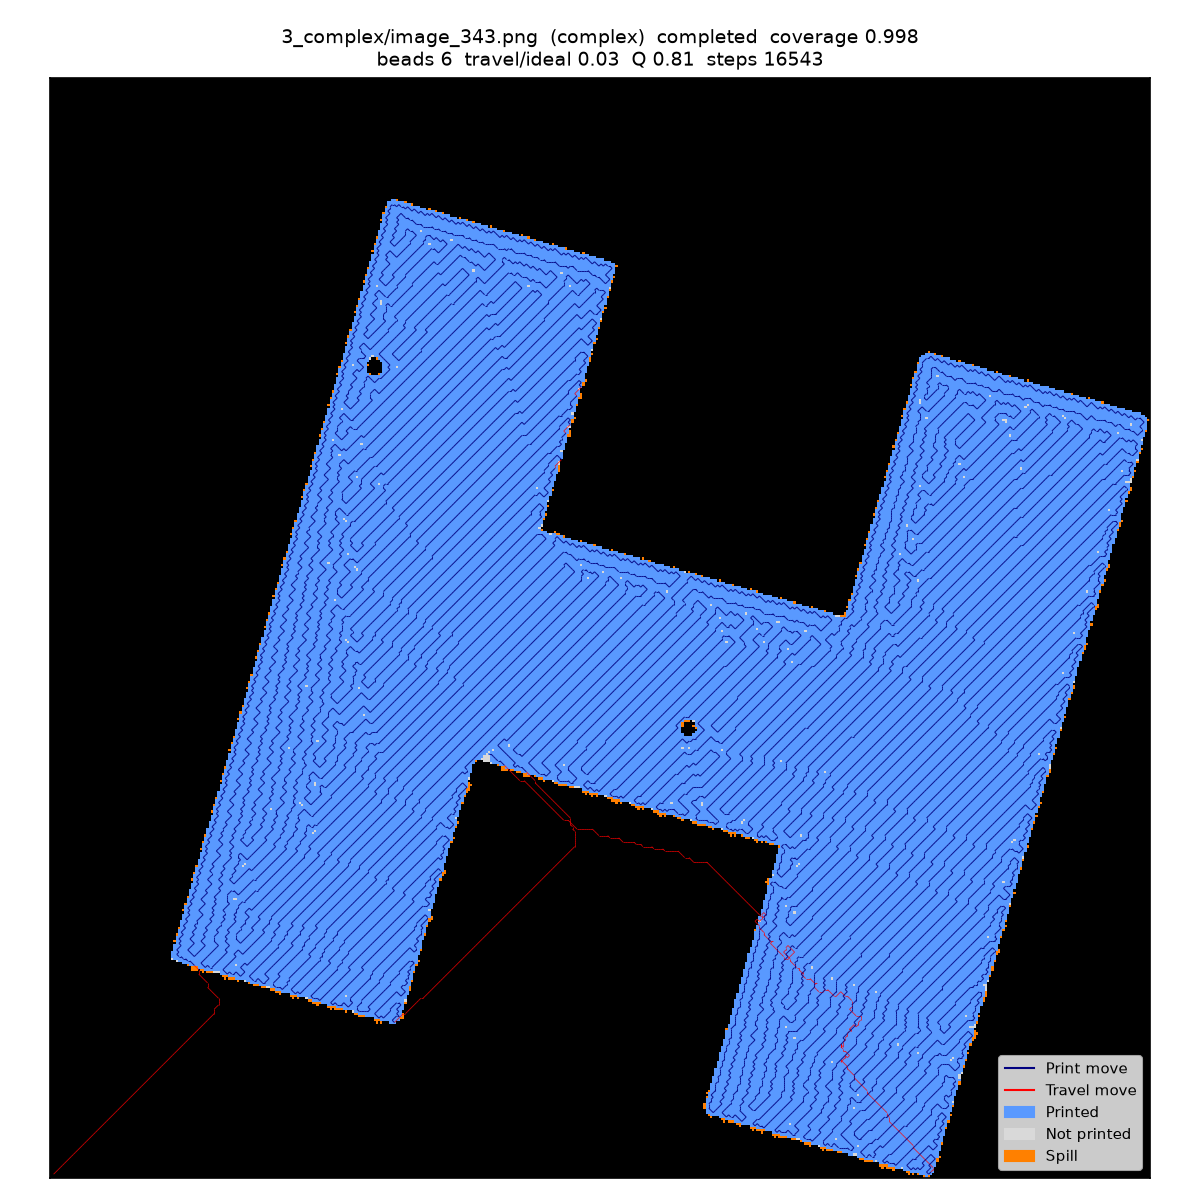 3_complex/image_343.png  (complex)  completed  coverage 0.998
beads 6  travel/ideal 0.03  Q 0.81  steps 16543
Print move
Travel move
Printed
Not printed
Spill